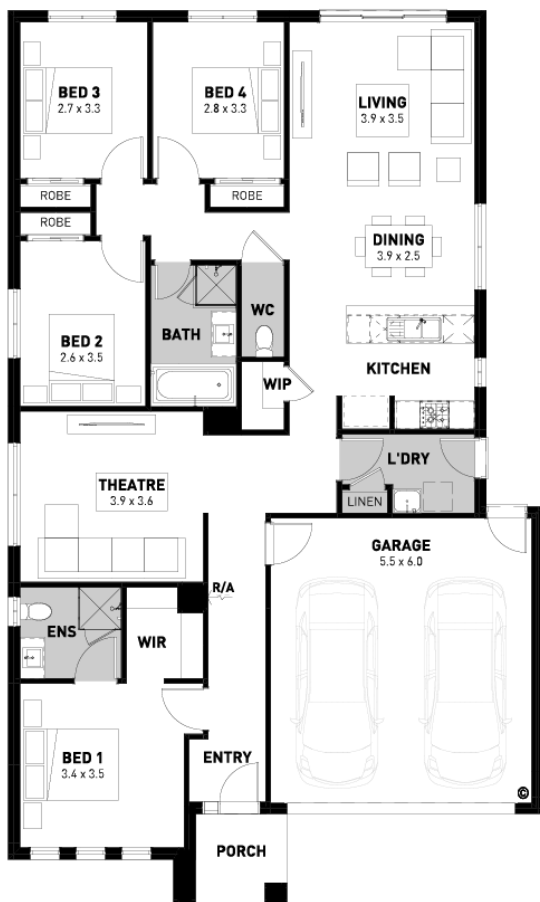 BED 3
2.7 x 3.3
BED 4
2.8 x 3.3
LIVING
3.9 x 3.5
ROBE
ROBE
ROBE
DINING
3.9 x 2.5
WC
BATH
BED 2
2.6 x 3.5
KITCHEN
WIP
L'DRY
THEATRE
3.9 x 3.6
LINEN
GARAGE
5.5 x 6.0
R/A
ENS
WIR
BED 1
3.4 x 3.5
ENTRY
©
PORCH